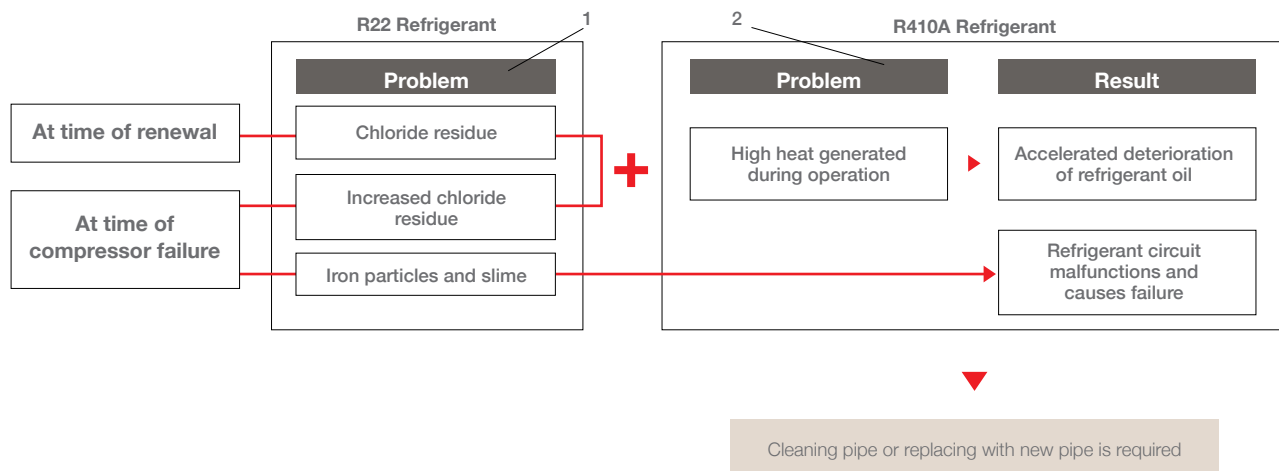 R22 Refrigerant
1
2
R410A Refrigerant
Problem
Problem
Result
At time of renewal
Chloride residue
High heat generated
during operation
Accelerated deterioration
of refrigerant oil
At time of
compressor failure
Increased chloride
residue
Iron particles and slime
Refrigerant circuit
malfunctions and
causes failure
Cleaning pipe or replacing with new pipe is required